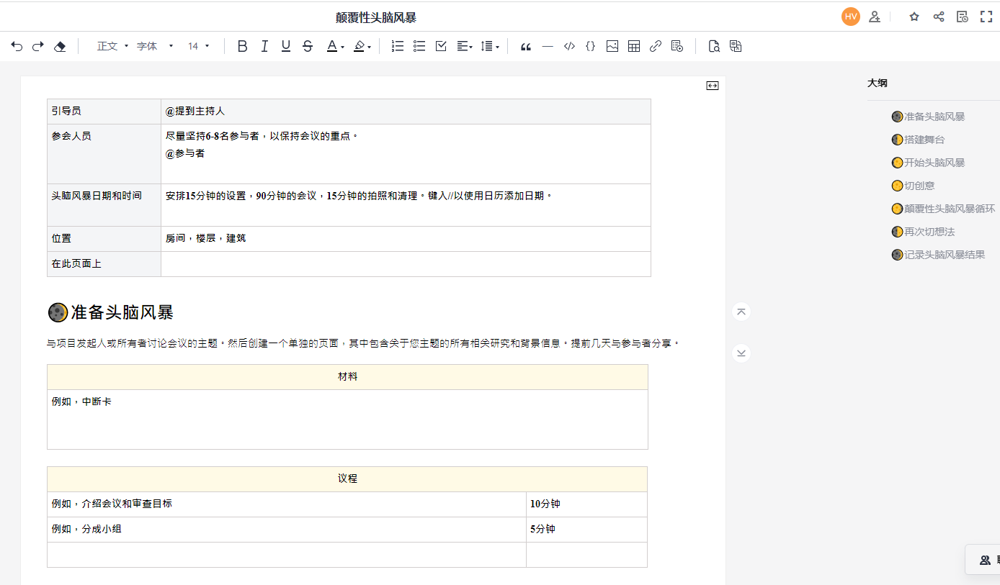 颠覆性头脑风暴
HV
正文 字体 14
大纲
准备头脑风暴
搭建舞台
开始头脑风暴
切创意
颠覆性头脑风暴循环
再次切想法
记录头脑风暴结果
引导员 @提到主持人
参会人员 尽量坚持6-8名参与者，以保持会议的重点。
@参与者
头脑风暴日期和时间 安排15分钟的设置，90分钟的会议，15分钟的拍照和清理。键入//以使用日历添加日期。
位置 房间，楼层，建筑
在此页面上
准备头脑风暴
与项目发起人或所有者讨论会议的主题。然后创建一个单独的页面，其中包含关于您主题的所有相关研究和背景信息。提前几天与参与者分享。
材料
例如，中断卡
议程
例如，介绍会议和审查目标 10分钟
例如，分成小组 5分钟